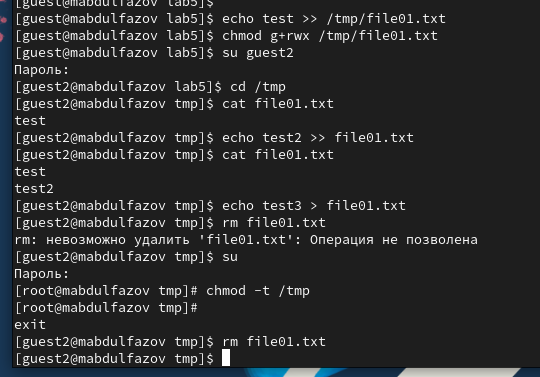 [guest@mabdulfazov lab5]$
[guest@mabdulfazov lab5]$ echo test >> /tmp/file01.txt
[guest@mabdulfazov lab5]$ chmod g+rwx /tmp/file01.txt
[guest@mabdulfazov lab5]$ su guest2
Пароль:
[guest2@mabdulfazov lab5]$ cd /tmp
[guest2@mabdulfazov tmp]$ cat file01.txt
test
[guest2@mabdulfazov tmp]$ echo test2 >> file01.txt
[guest2@mabdulfazov tmp]$ cat file01.txt
test
test2
[guest2@mabdulfazov tmp]$ echo test3 > file01.txt
[guest2@mabdulfazov tmp]$ rm file01.txt
rm: невозможно удалить 'file01.txt': Операция не позволена
[guest2@mabdulfazov tmp]$ su
Пароль:
[root@mabdulfazov tmp]# chmod -t /tmp
[root@mabdulfazov tmp]#
exit
[guest2@mabdulfazov tmp]$ rm file01.txt
[guest2@mabdulfazov tmp]$